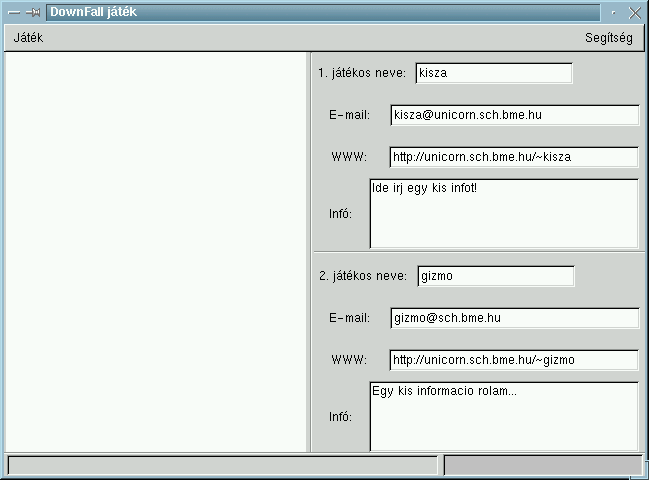 DownFall játék
Játék Segítség
1. játékos neve: kisza
E-mail: kisza@unicorn.sch.bme.hu
WWW: http://unicorn.sch.bme.hu/~kisza
Infó: Ide irj egy kis infot!
2. játékos neve: gizmo
E-mail: gizmo@sch.bme.hu
WWW: http://unicorn.sch.bme.hu/~gizmo
Infó: Egy kis informacio rolam...